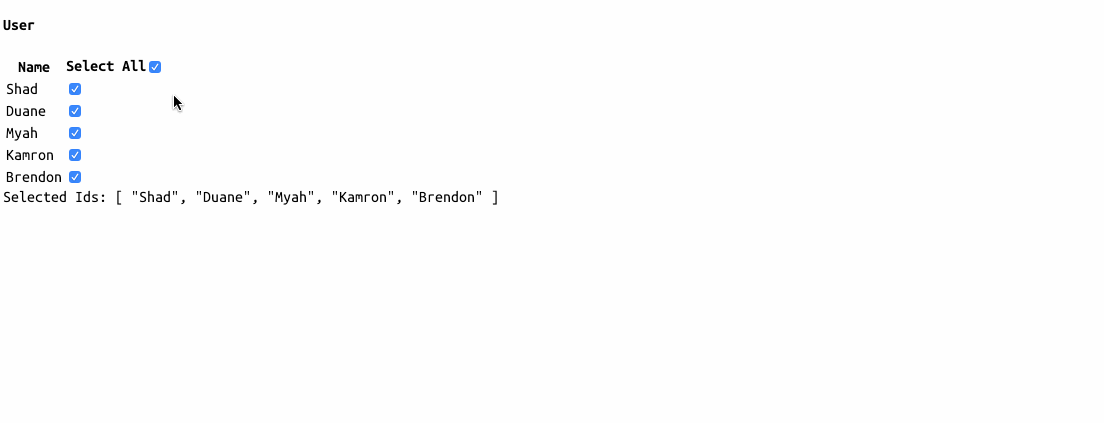 User
Name Select All
Shad
Duane
Myah
Kamron
Brendon
Selected Ids: [ "Shad", "Duane", "Myah", "Kamron", "Brendon" ]